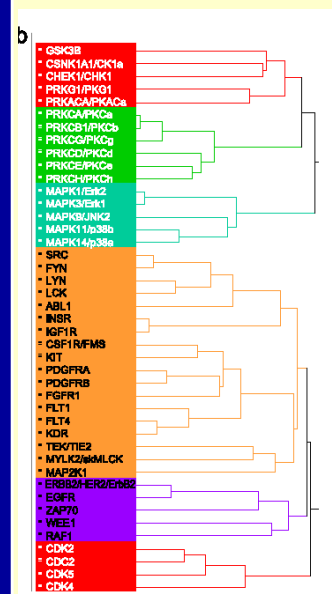 b
GSK3B
CSNK1A1/CK1a
CHEK1/CHK1
PRKG1/PKG1
PRKACA/PKACa
PRKCA/PKCa
PRKCB1/PKCb
PRKCG/PKCg
PRKCD/PKCd
PRKCE/PKCe
PRKCH/PKCh
MAPK1/Erk2
MAPK3/Erk1
MAPK9/JNK2
MAPK11/p38b
MAPK14/p38a
SRC
FYN
LYN
LCK
ABL1
INSR
IGF1R
CSF1R/FMS
KIT
PDGFRA
PDGFRB
FGFR1
FLT1
FLT4
KDR
TEK/TIE2
MYLK2/skMLCK
MAP2K1
ERBB2/HER2/ErbB2
EGFR
ZAP70
WEE1
RAF1
CDK2
CDC2
CDK5
CDK4